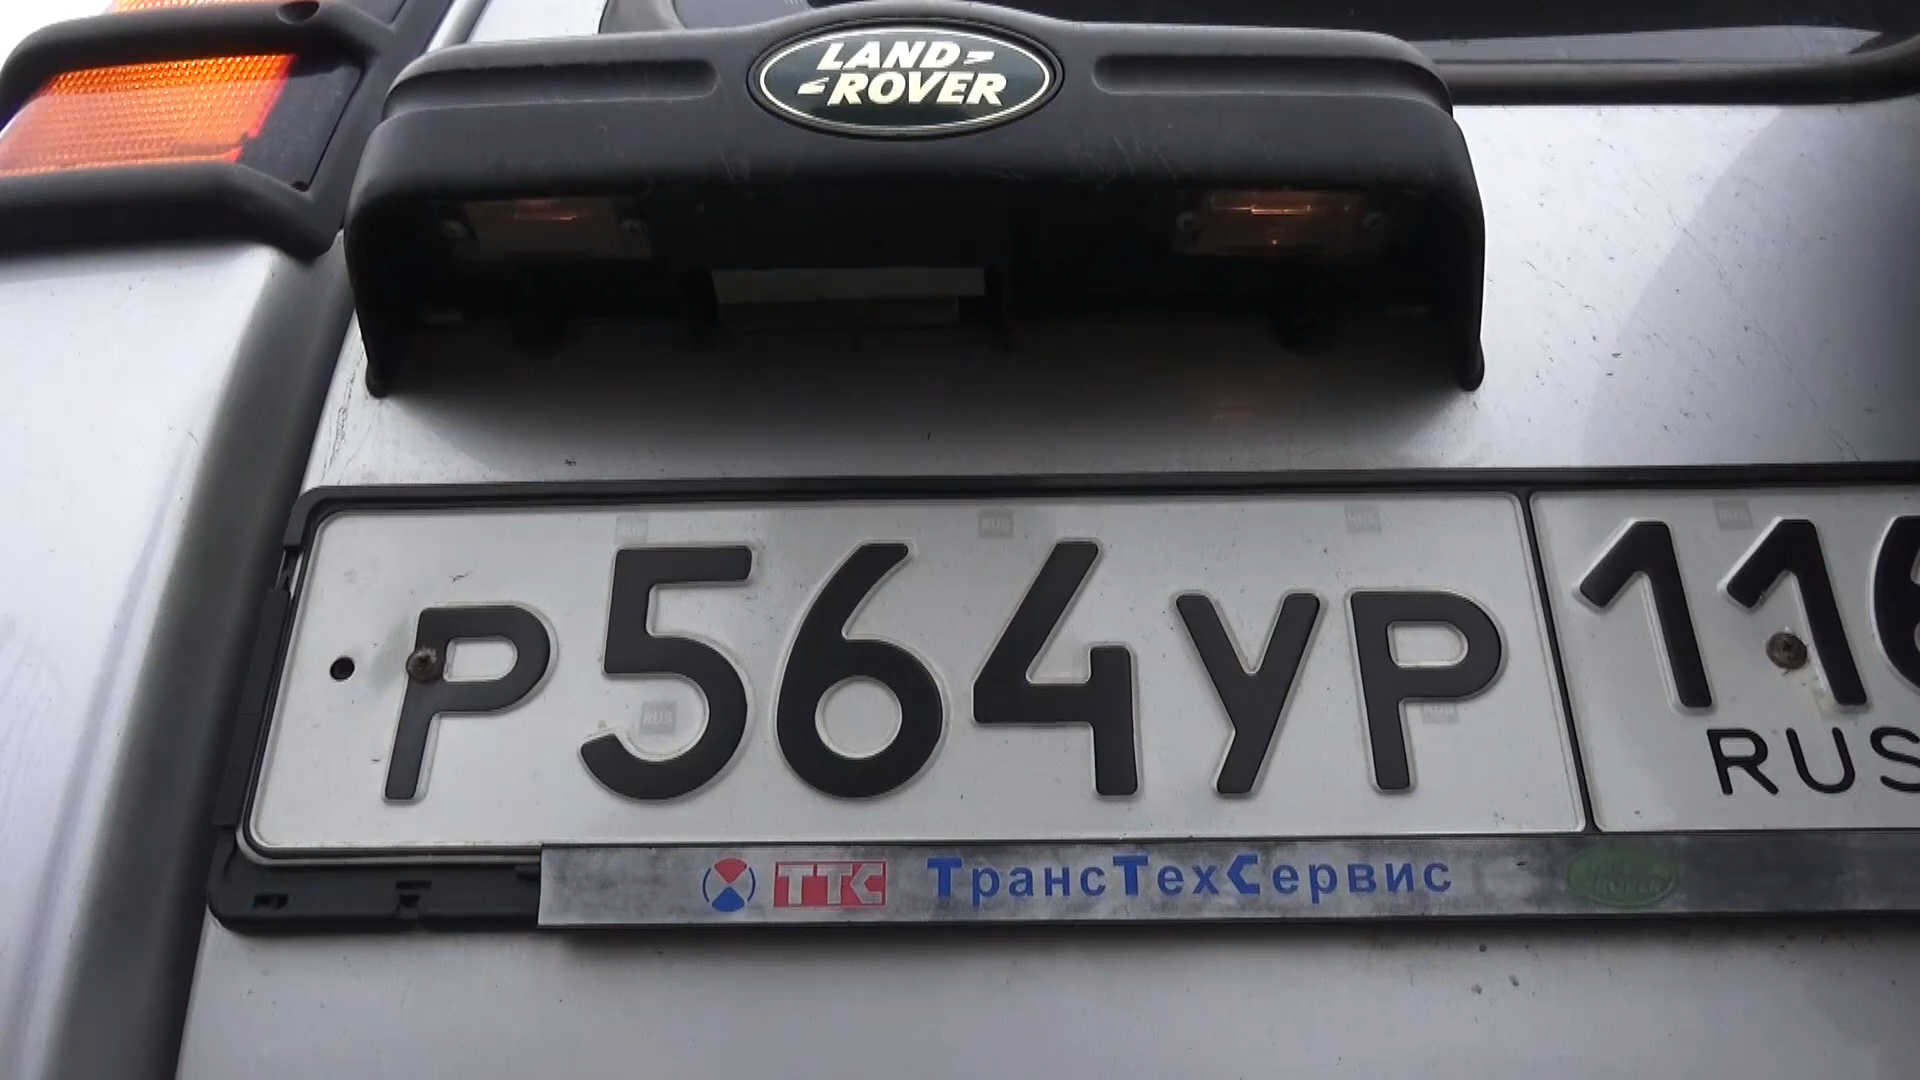 LAND
ROVER
Р564УР 116
RUS
ТТС ТрансТехСервис